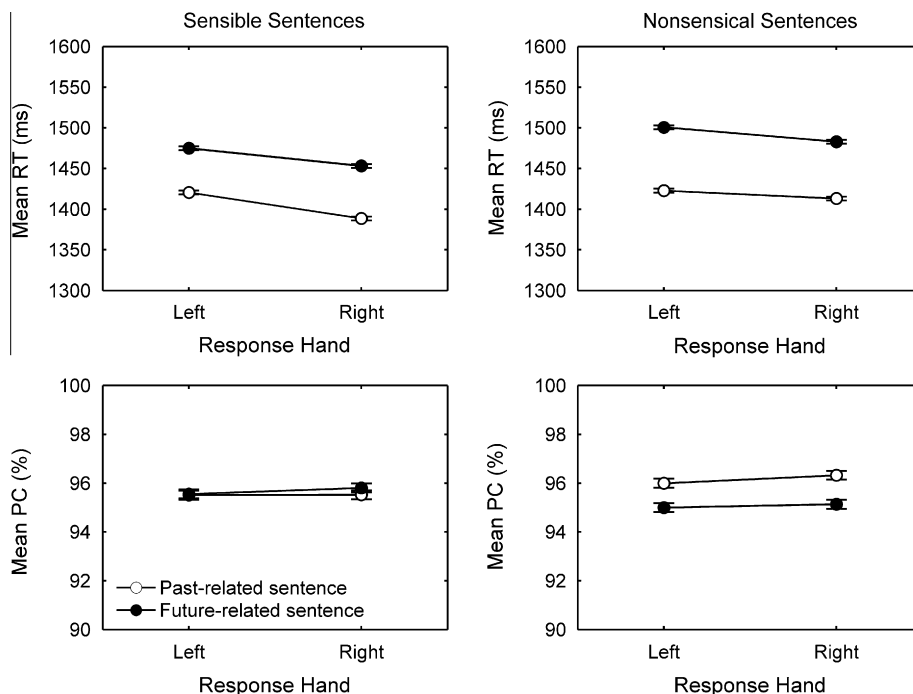 Sensible Sentences
1600
1550
1500
1450
1400
1350
1300
Mean RT (ms)
Left
Right
Response Hand
Nonsensical Sentences
1600
1550
1500
1450
1400
1350
1300
Mean RT (ms)
Left
Right
Response Hand
100
98
96
94
92
90
Mean PC (%)
Past-related sentence
Future-related sentence
Left
Right
Response Hand
100
98
96
94
92
90
Mean PC (%)
Left
Right
Response Hand